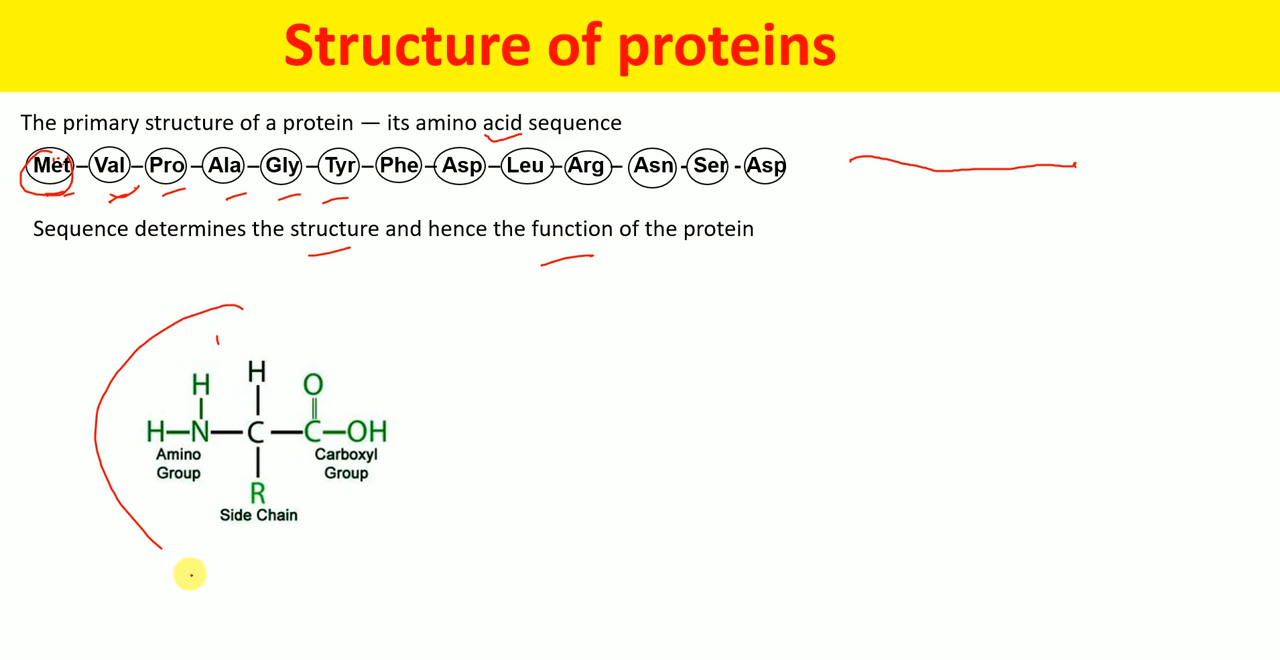 Structure of proteins
The primary structure of a protein — its amino acid sequence
Met–Val–Pro–Ala–Gly–Tyr–Phe–Asp–Leu–Arg–Asn-Ser-Asp
Sequence determines the structure and hence the function of the protein
H
H O
H–N–C–C–OH
Amino Group
Carboxyl Group
R
Side Chain